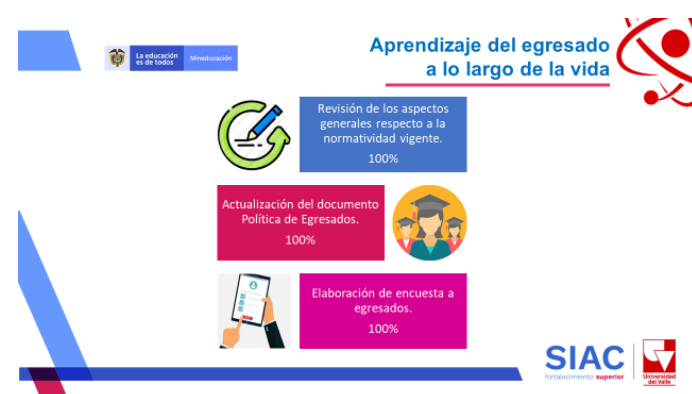 La educación
es de todos
Mineducación
Aprendizaje del egresado
a lo largo de la vida
Revisión de los aspectos
generales respecto a la
normatividad vigente.
100%
Actualización del documento
Política de Egresados.
100%
Elaboración de encuesta a
egresados.
100%
SIAC
fortalecimiento superior
Universidad
del Valle